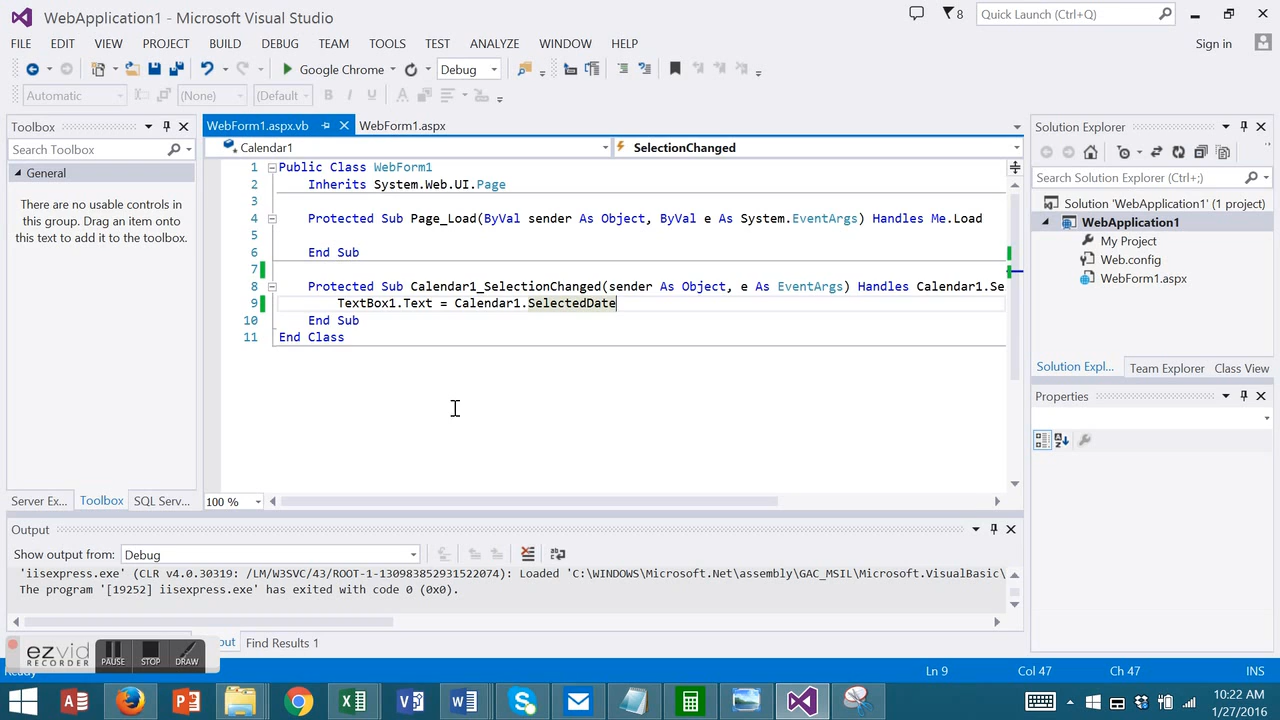 WebApplication1 - Microsoft Visual Studio
8
Quick Launch (Ctrl+Q)
FILE EDIT VIEW PROJECT BUILD DEBUG TEAM TOOLS TEST ANALYZE WINDOW HELP
Sign in
Google Chrome
Debug
Automatic
(None)
(Default
B I U A
Toolbox
Search Toolbox
General
There are no usable controls in
this group. Drag an item onto
this text to add it to the toolbox.
Server Ex... Toolbox SQL Serv...
WebForm1.aspx.vb
WebForm1.aspx
Calendar1
SelectionChanged
1 Public Class WebForm1
2 Inherits System.Web.UI.Page
3
4 Protected Sub Page_Load(ByVal sender As Object, ByVal e As System.EventArgs) Handles Me.Load
5
6 End Sub
7
8 Protected Sub Calendar1_SelectionChanged(sender As Object, e As EventArgs) Handles Calendar1.Se
9 TextBox1.Text = Calendar1.SelectedDate
10 End Sub
11 End Class
100 %
Solution Explorer
Search Solution Explorer (Ctrl+;)
Solution 'WebApplication1' (1 project)
WebApplication1
My Project
Web.config
WebForm1.aspx
Solution Expl... Team Explorer Class View
Properties
Output
Show output from: Debug
'iisexpress.exe' (CLR v4.0.30319: /LM/W3SVC/43/ROOT-1-130983852931522074): Loaded 'C:\WINDOWS\Microsoft.Net\assembly\GAC_MSIL\Microsoft.VisualBasic\
The program '[19252] iisexpress.exe' has exited with code 0 (0x0).
Find Results 1
ezvid
RECORDER
PAUSE STOP DRAW
Ln 9 Col 47 Ch 47 INS
10:22 AM
1/27/2016